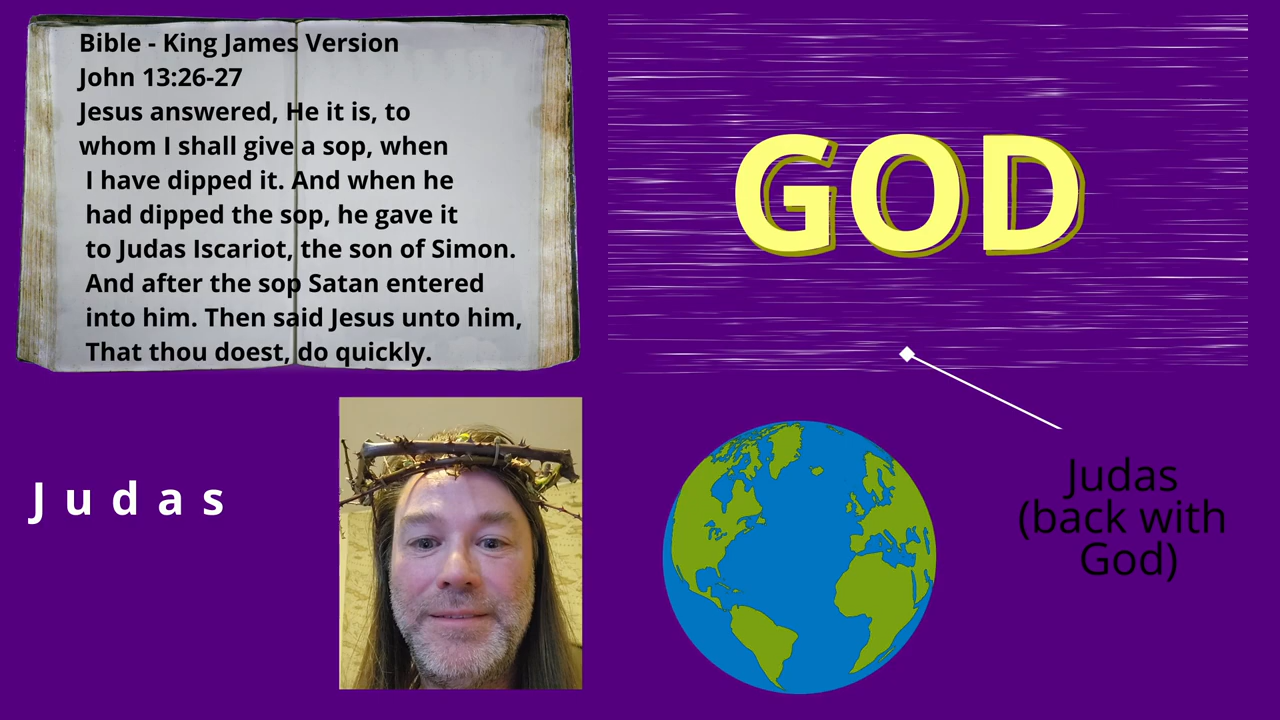 Bible - King James Version
John 13:26-27
Jesus answered, He it is, to
whom I shall give a sop, when
I have dipped it. And when he
had dipped the sop, he gave it
to Judas Iscariot, the son of Simon.
And after the sop Satan entered
into him. Then said Jesus unto him,
That thou doest, do quickly.
GOD
Judas
Judas
(back with
God)